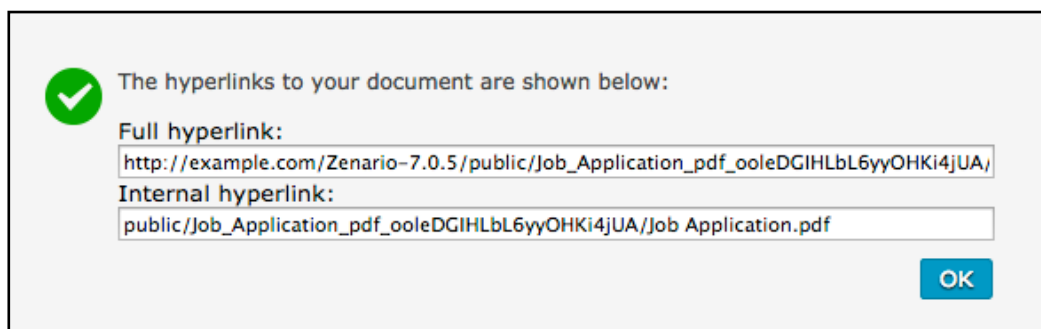 The hyperlinks to your document are shown below:
Full hyperlink:
http://example.com/Zenario-7.0.5/public/Job_Application_pdf_ooleDGIHLbL6yyOHKi4jUA/
Internal hyperlink:
public/Job_Application_pdf_ooleDGIHLbL6yyOHKi4jUA/Job Application.pdf
OK